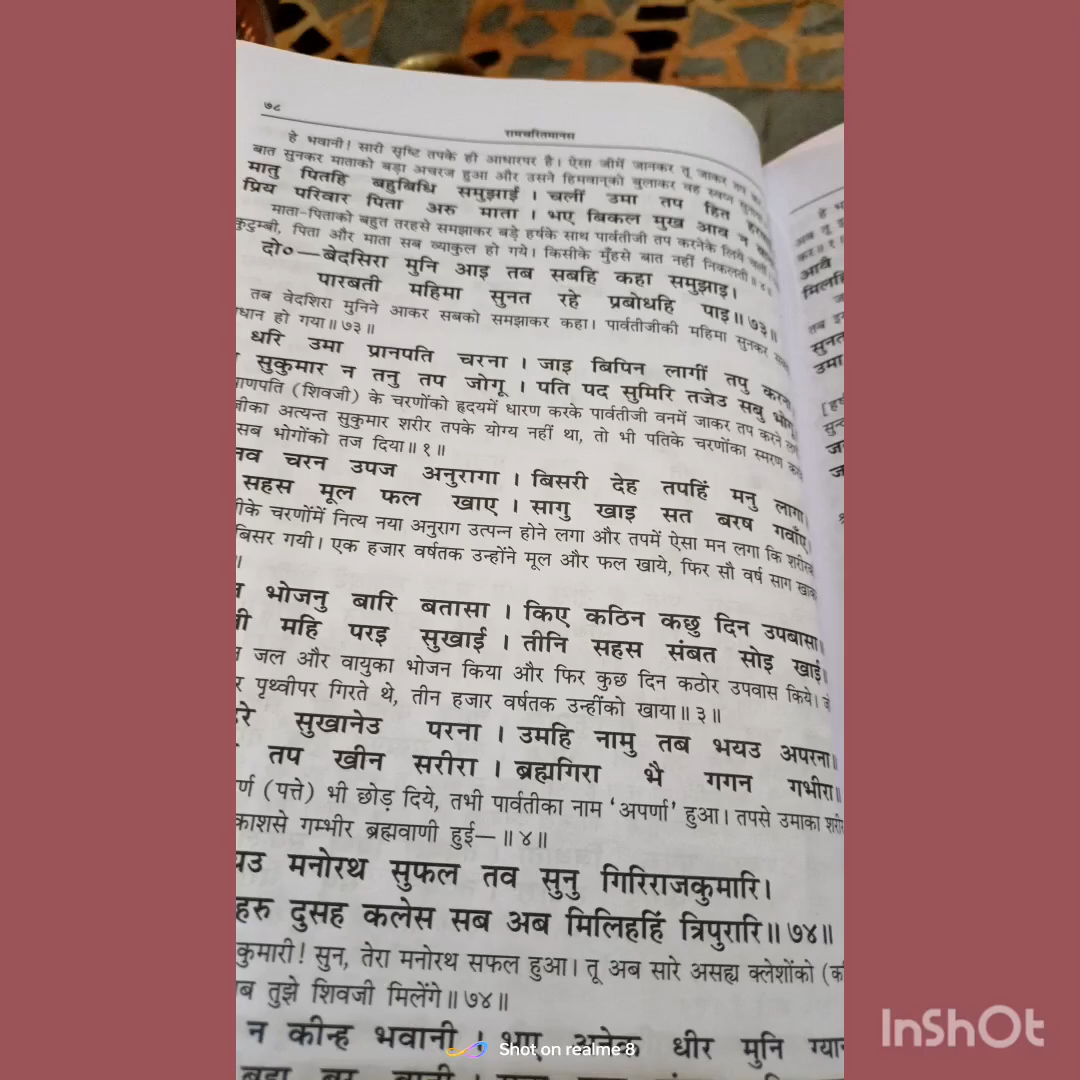 ७८
रामचरितमानस
हे भवानी! सारी सृष्टि तपके ही आधारपर है। ऐसा जीमें जानकर तू जाकर तप कर
बात सुनकर माताको बड़ा अचरज हुआ और उसने हिमवान्‌को बुलाकर वह स्वप्न
मातु पितहि बहुबिधि समुझाई । चलीं उमा तप हित
प्रिय परिवार पिता अरु माता । भए बिकल मुख आव न
माता-पिताको बहुत तरहसे समझाकर बड़े हर्षके साथ पार्वतीजी तप करनेके लिये चलीं
कुटुम्बी, पिता और माता सब व्याकुल हो गये। किसीके मुँहसे बात नहीं निकलती॥ ४॥
दो०—बेदसिरा मुनि आइ तब सबहि कहा समुझाइ।
पारबती महिमा सुनत रहे प्रबोधहि पाइ॥ ७३॥
तब वेदशिरा मुनिने आकर सबको समझाकर कहा। पार्वतीजीकी महिमा सुनकर
धान हो गया॥ ७३॥
धरि उमा प्रानपति चरना । जाइ बिपिन लागीं तपु करना
सुकुमार न तनु तप जोगू । पति पद सुमिरि तजेउ सबु भोगू
ाणपति (शिवजी) के चरणोंको हृदयमें धारण करके पार्वतीजी वनमें जाकर तप करने
जीका अत्यन्त सुकुमार शरीर तपके योग्य नहीं था, तो भी पतिके चरणोंका स्मरण
सब भोगोंको तज दिया॥ १॥
नव चरन उपज अनुरागा । बिसरी देह तपहिं मनु लागा।
सहस मूल फल खाए । सागु खाइ सत बरष गवाँए।
ीके चरणोंमें नित्य नया अनुराग उत्पन्न होने लगा और तपमें ऐसा मन लगा कि
बिसर गयी। एक हजार वर्षतक उन्होंने मूल और फल खाये, फिर सौ वर्ष साग
॥
भोजनु बारि बतासा । किए कठिन कछु दिन उपबासा॥
महि परइ सुखाई । तीनि सहस संबत सोइ खाई॥
जल और वायुका भोजन किया और फिर कुछ दिन कठोर उपवास किये।
पृथ्वीपर गिरते थे, तीन हजार वर्षतक उन्हींको खाया॥ ३॥
सुखानेउ परना । उमहि नामु तब भयउ अपरना॥
तप खीन सरीरा । ब्रह्मगिरा भै गगन गभीरा॥
र्ण (पत्ते) भी छोड़ दिये, तभी पार्वतीका नाम ‘अपर्णा’ हुआ। तपसे उमाका
काशसे गम्भीर ब्रह्मवाणी हुई—॥ ४॥
यउ मनोरथ सुफल तव सुनु गिरिराजकुमारि।
हरु दुसह कलेस सब अब मिलिहहिं त्रिपुरारि॥ ७४॥
कुमारी! सुन, तेरा मनोरथ सफल हुआ। तू अब सारे असह्य क्लेशोंको
ब तुझे शिवजी मिलेंगे॥ ७४॥
न कीन्ह भवानी । भए अनेक धीर मुनि
Shot on realme 8
InShOt